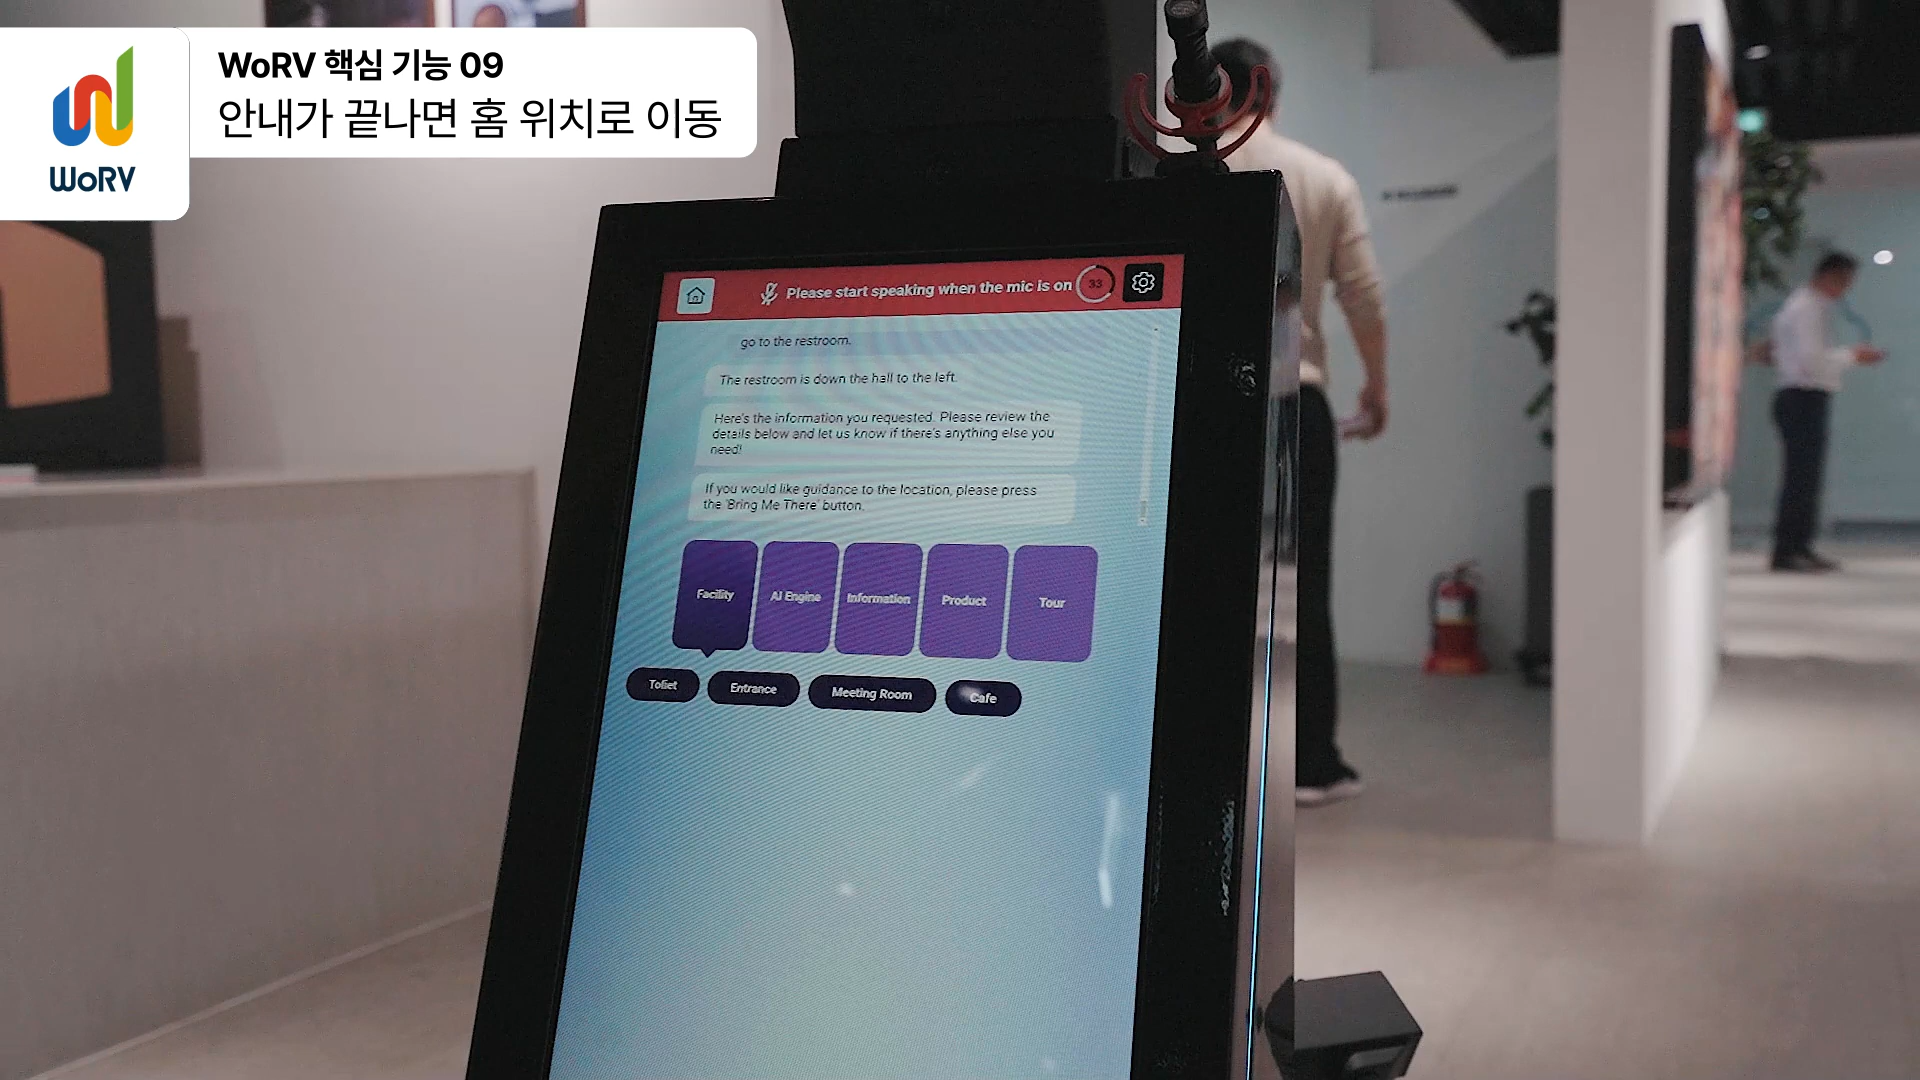 WoRV 핵심 기능 09
안내가 끝나면 홈 위치로 이동
WoRV
Please start speaking when the mic is on
33
go to the restroom.
The restroom is down the hall to the left.
Here's the information you requested. Please review the
details below and let us know if there's anything else you
need!
If you would like guidance to the location, please press
the 'Bring Me There' button.
Facility
AI Engine
Information
Product
Tour
Toliet
Entrance
Meeting Room
Cafe